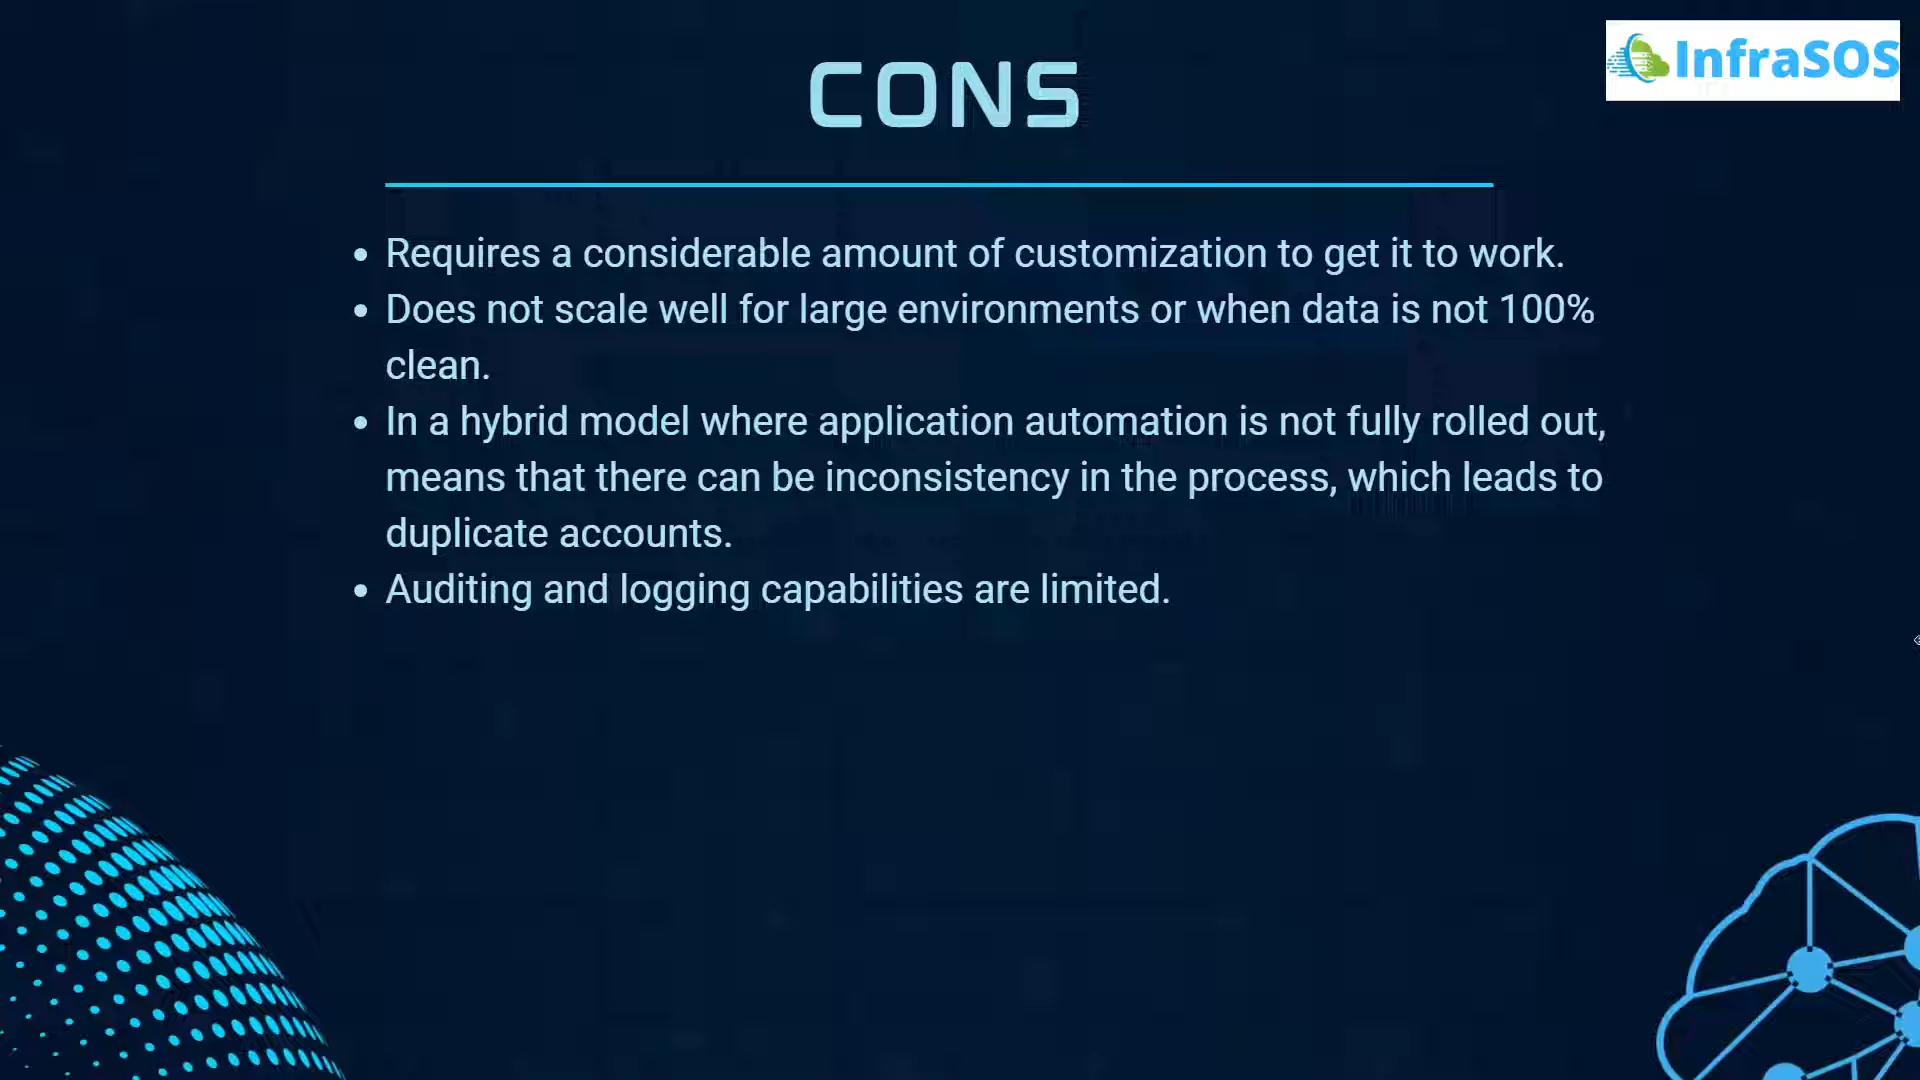 InfraSOS
CONS
• Requires a considerable amount of customization to get it to work.
• Does not scale well for large environments or when data is not 100%
clean.
• In a hybrid model where application automation is not fully rolled out,
means that there can be inconsistency in the process, which leads to
duplicate accounts.
• Auditing and logging capabilities are limited.